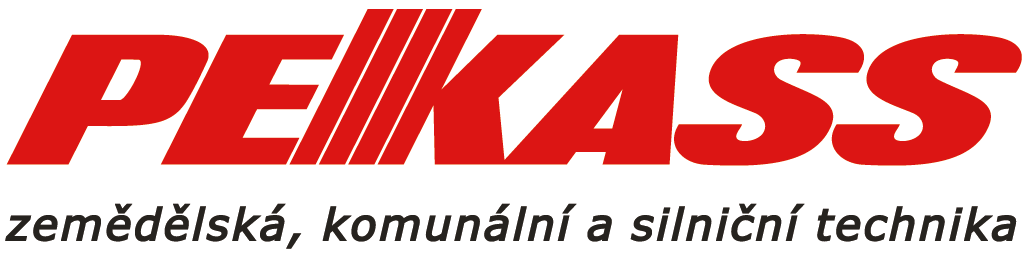 PEKASS
zemědělská, komunální a silniční technika